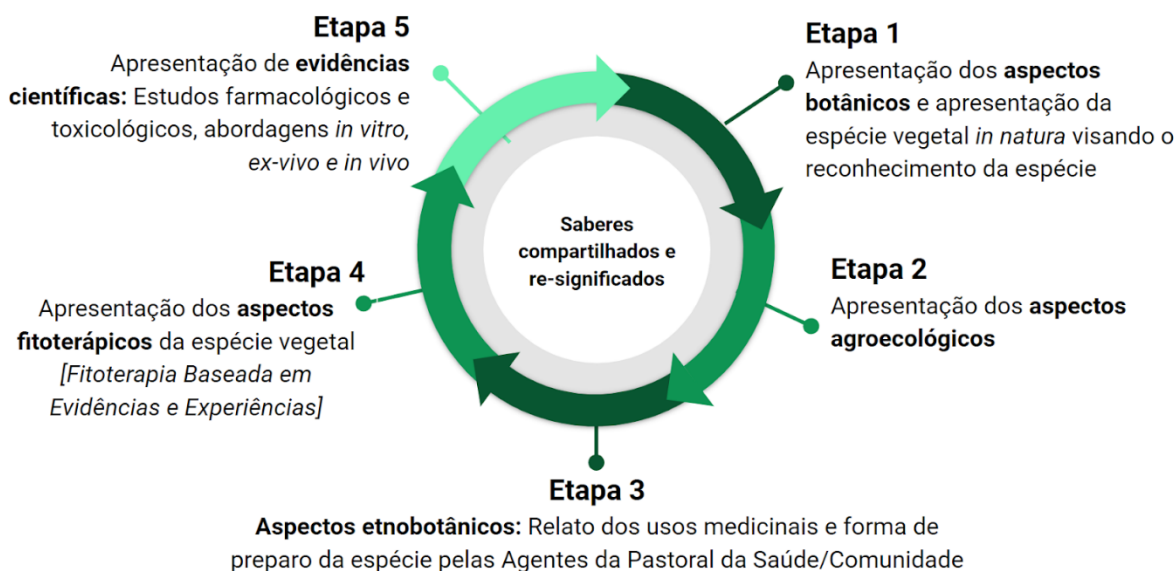 Etapa 1
Apresentação dos aspectos
botânicos e apresentação da
espécie vegetal in natura visando o
reconhecimento da espécie
Etapa 2
Apresentação dos aspectos
agroecológicos
Etapa 3
Aspectos etnobotânicos: Relato dos usos medicinais e forma de
preparo da espécie pelas Agentes da Pastoral da Saúde/Comunidade
Etapa 4
Apresentação dos aspectos
fitoterápicos da espécie vegetal
[Fitoterapia Baseada em
Evidências e Experiências]
Etapa 5
Apresentação de evidências
científicas: Estudos farmacológicos e
toxicológicos, abordagens in vitro,
ex-vivo e in vivo
Saberes
compartilhados e
re-significados